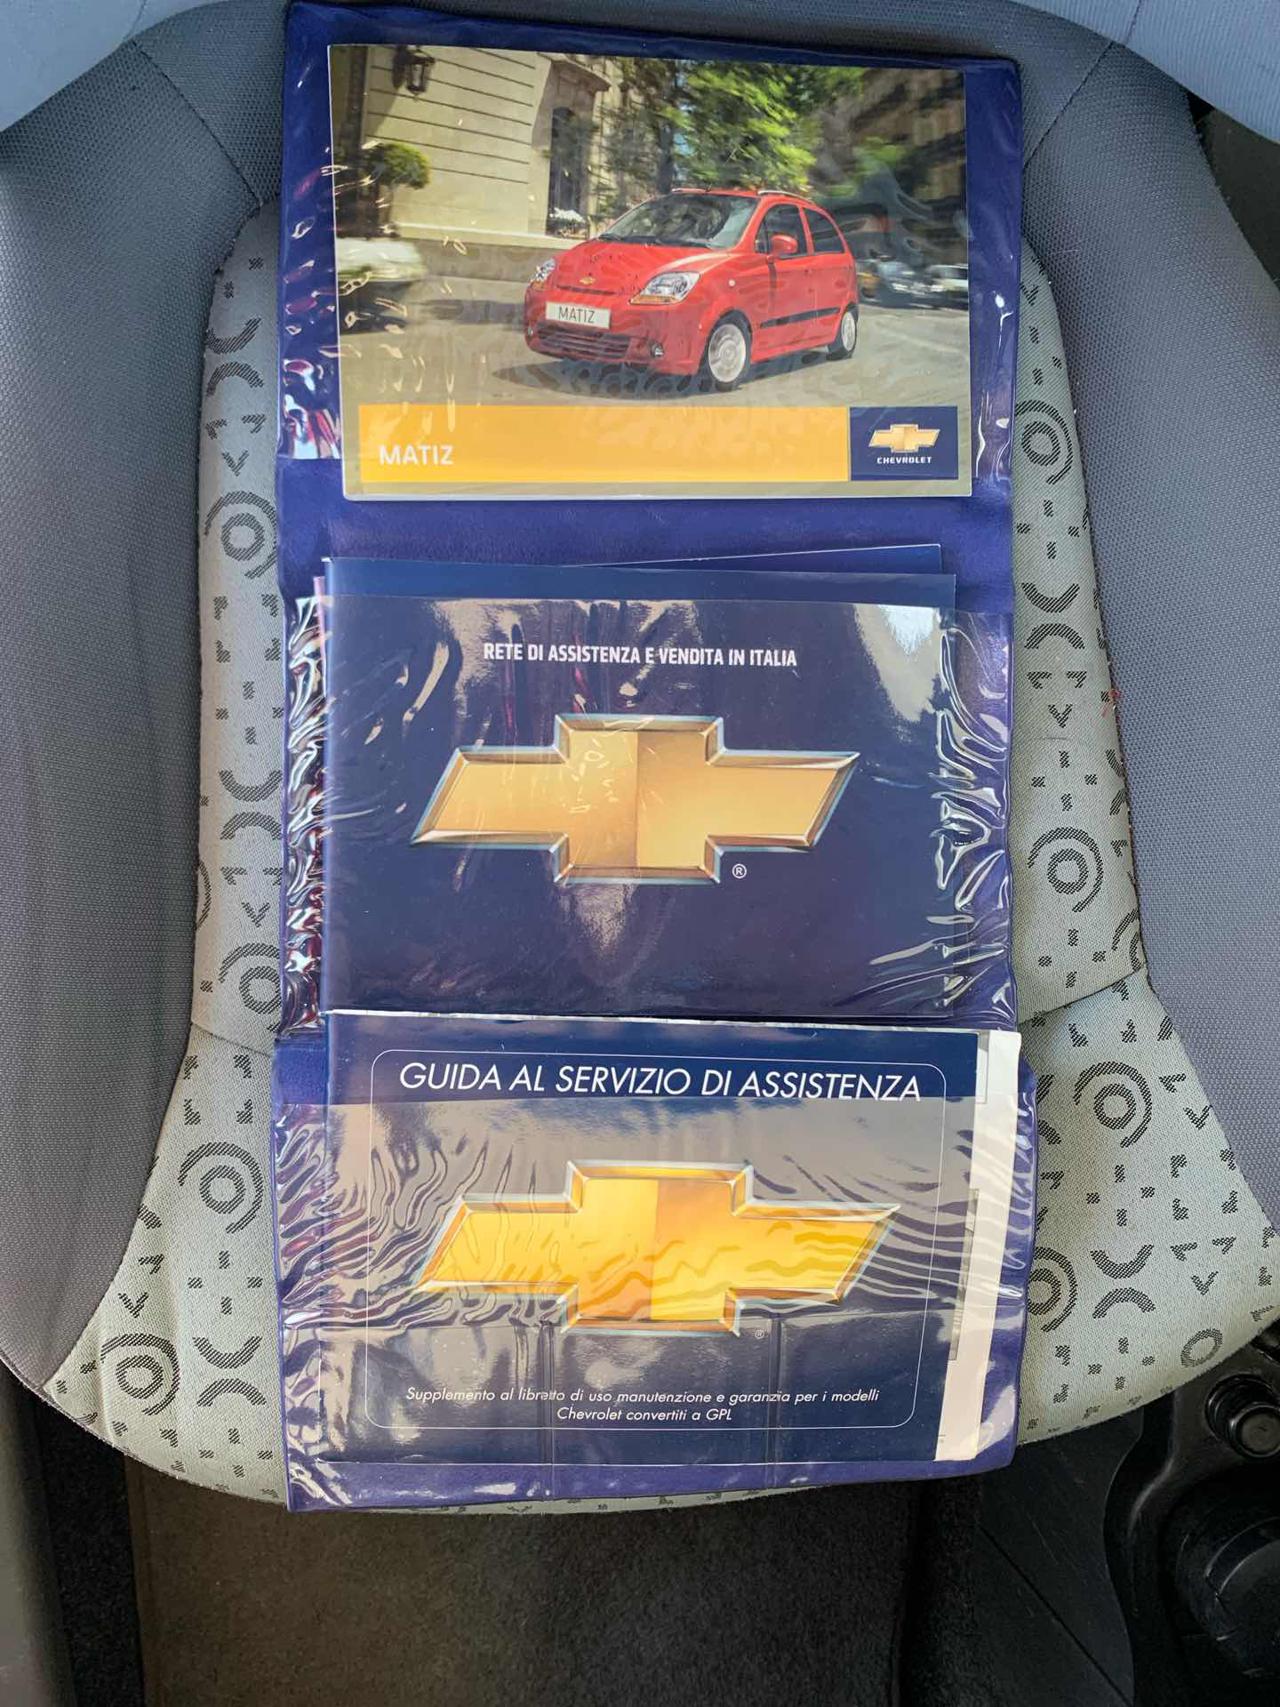 MATIZ
MATIZ
CHEVROLET
RETE DI ASSISTENZA E VENDITA IN ITALIA
®
GUIDA AL SERVIZIO DI ASSISTENZA
®
Supplemento al libretto di uso manutenzione e garanzia per i modelli
Chevrolet convertiti a GPL